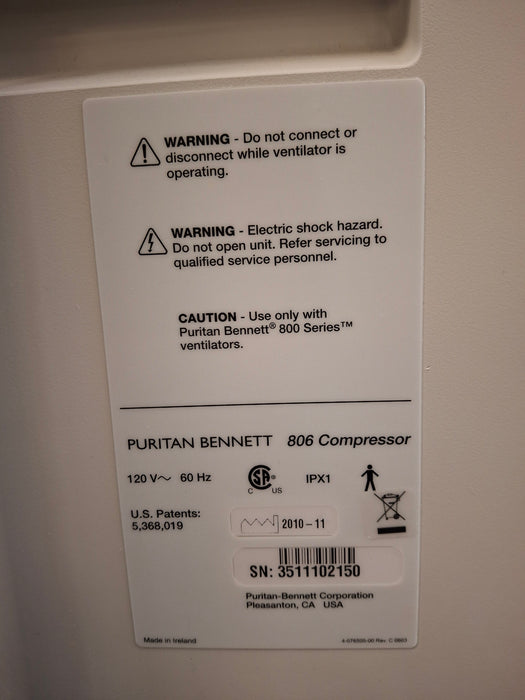 WARNING - Do not connect or
disconnect while ventilator is
operating.
WARNING - Electric shock hazard.
Do not open unit. Refer servicing to
qualified service personnel.
CAUTION - Use only with
Puritan Bennett® 800 Series™
ventilators.
PURITAN BENNETT 806 Compressor
120 V~ 60 Hz
C SA® C US
IPX1
U.S. Patents:
5,368,019
2010-11
SN: 3511102150
Puritan-Bennett Corporation
Pleasanton, CA USA
Made in Ireland